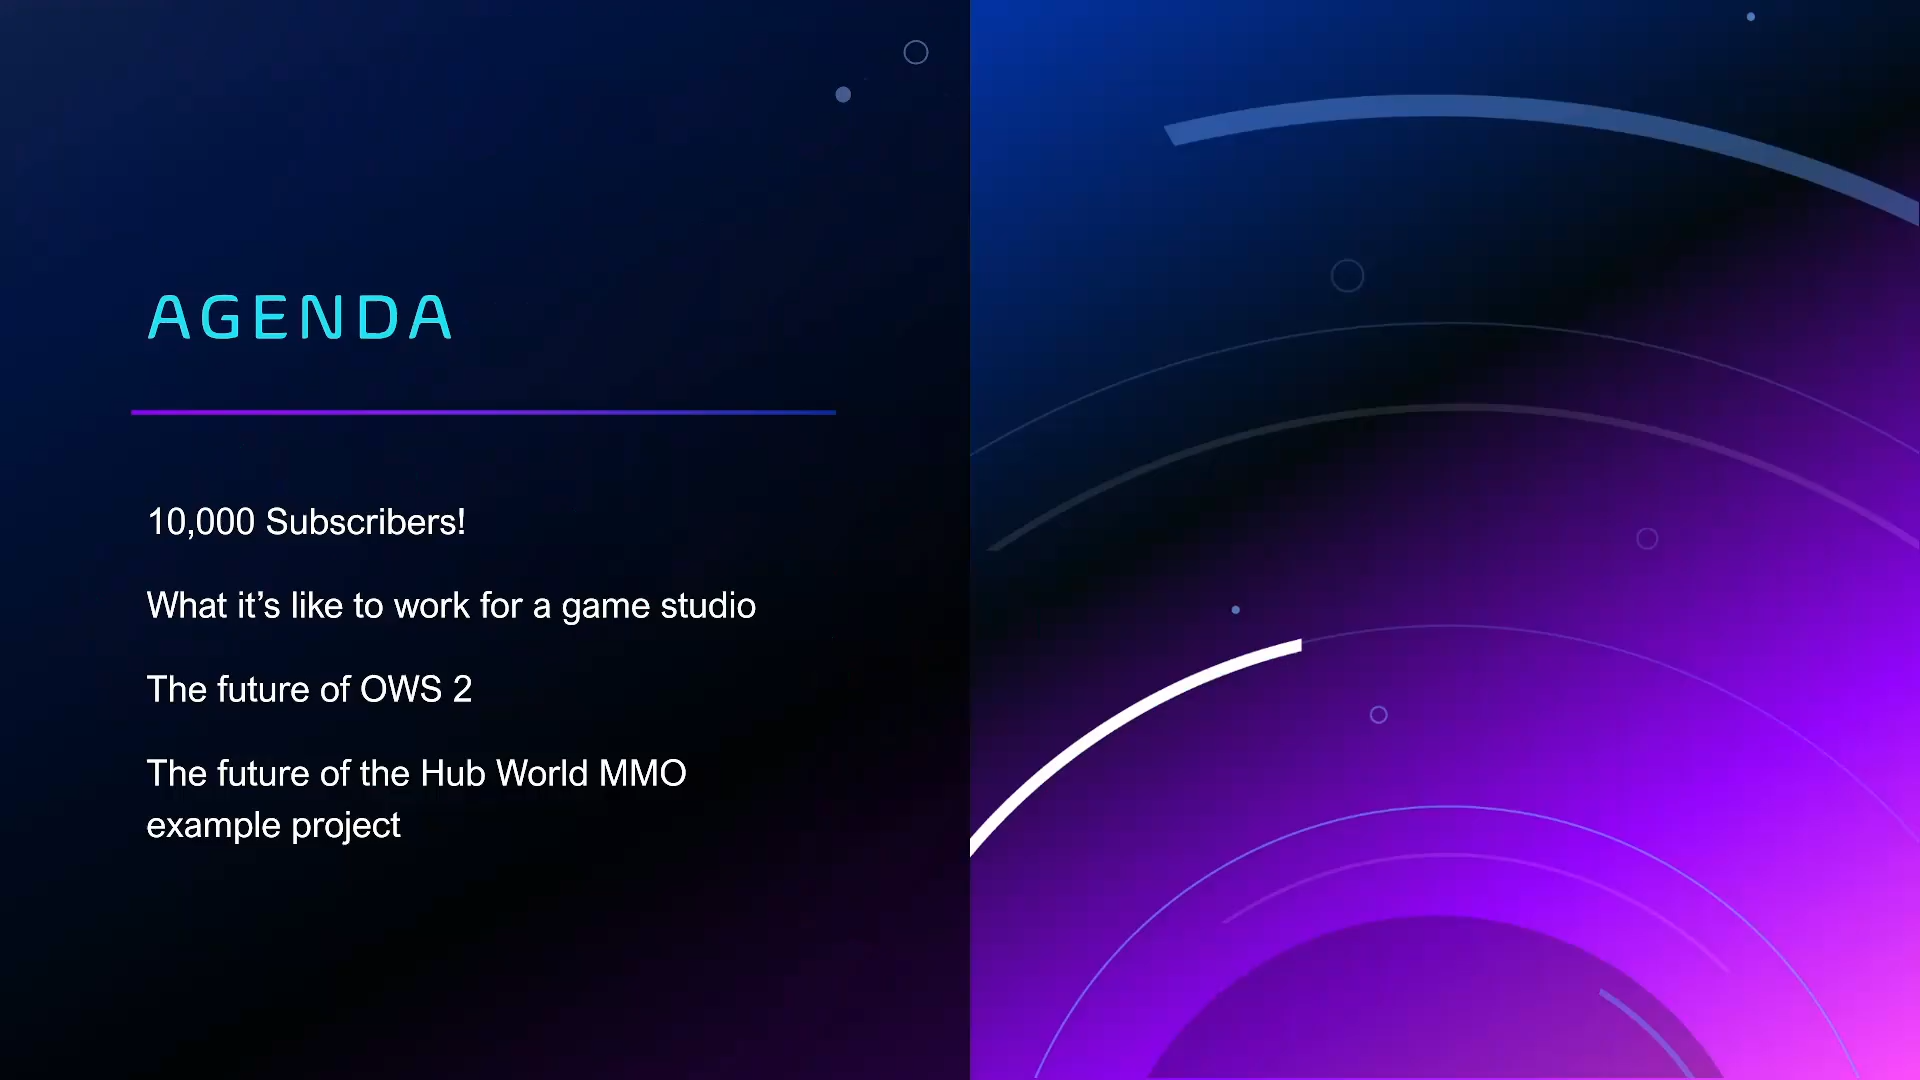 AGENDA
10,000 Subscribers!
What it’s like to work for a game studio
The future of OWS 2
The future of the Hub World MMO
example project